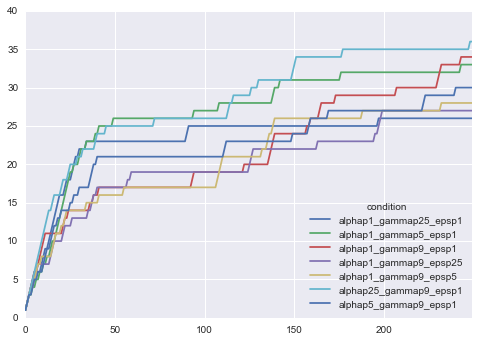 40
35
30
25
20
15
10
5
0
condition
alphap1_gammap25_epsp1
alphap1_gammap5_epsp1
alphap1_gammap9_epsp1
alphap1_gammap9_epsp25
alphap1_gammap9_epsp5
alphap25_gammap9_epsp1
alphap5_gammap9_epsp1
0 50 100 150 200